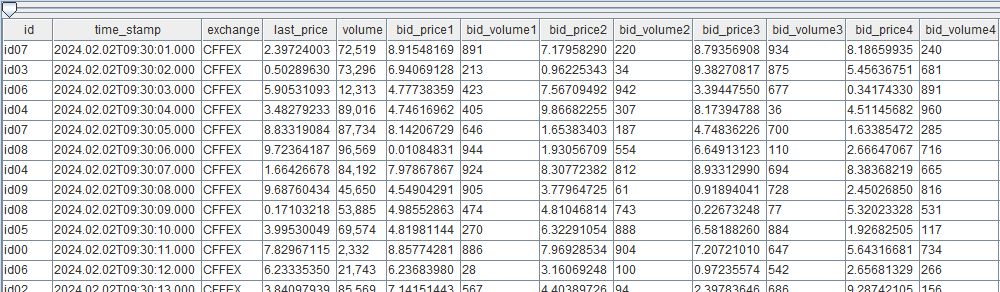 id time_stamp exchange last_price volume bid_price1 bid_volume1 bid_price2 bid_volume2 bid_price3 bid_volume3 bid_price4 bid_volume4
id07 2024.02.02T09:30:01.000 CFFEX 2.39724003 72,519 8.91548169 891 7.17958290 220 8.79356908 934 8.18659935 240
id03 2024.02.02T09:30:02.000 CFFEX 0.50289630 73,296 6.94069128 213 0.96225343 34 9.38270817 875 5.45636751 681
id06 2024.02.02T09:30:03.000 CFFEX 5.90531093 12,313 4.77738359 423 7.56709492 942 3.39447550 677 0.34174330 891
id04 2024.02.02T09:30:04.000 CFFEX 3.48279233 89,016 4.74616962 405 9.86682255 307 8.17394788 36 4.51145682 960
id07 2024.02.02T09:30:05.000 CFFEX 8.83319084 87,734 8.14206729 646 1.65383403 187 4.74836226 700 1.63385472 285
id08 2024.02.02T09:30:06.000 CFFEX 9.72364187 96,569 0.01084831 944 1.93056709 554 6.64913123 110 2.66647067 716
id04 2024.02.02T09:30:07.000 CFFEX 1.66426678 84,192 7.97867867 924 8.30772382 812 8.93312990 694 8.38368219 665
id09 2024.02.02T09:30:08.000 CFFEX 9.68760434 45,650 4.54904291 905 3.77964725 61 0.91894041 728 2.45026850 816
id08 2024.02.02T09:30:09.000 CFFEX 0.17103218 53,885 4.98552863 474 4.81046814 743 0.22673248 77 5.32023328 531
id05 2024.02.02T09:30:10.000 CFFEX 3.99530049 69,574 4.81981144 270 6.32291054 888 6.58188260 884 1.92682505 117
id00 2024.02.02T09:30:11.000 CFFEX 7.82967115 2,332 8.85774281 886 7.96928534 904 7.20721010 647 5.64316681 734
id06 2024.02.02T09:30:12.000 CFFEX 6.23335350 21,743 6.23683980 28 3.16069248 100 0.97235574 542 2.65681329 266
id02 2024.02.02T09:30:13.000 CFFEX 3.84097939 85,569 7.14151443 567 4.40389726 94 2.39783646 686 9.28742105 156